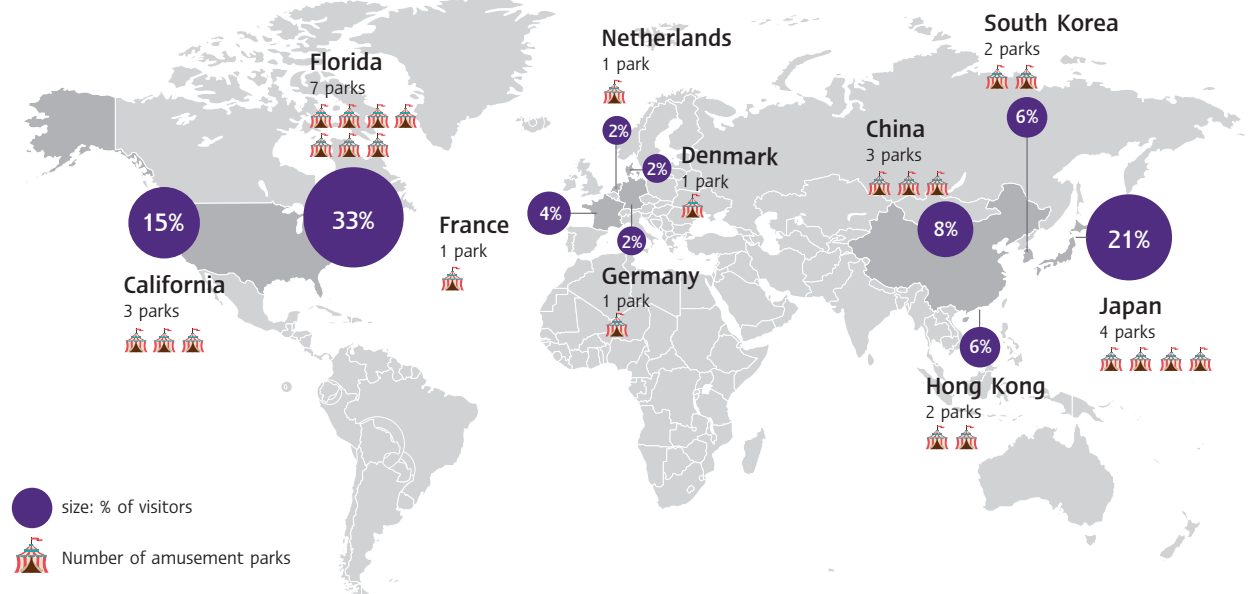 Florida
7 parks
33%
15%
California
3 parks
Netherlands
1 park
2%
Denmark
1 park
2%
France
1 park
4%
Germany
1 park
2%
South Korea
2 parks
6%
China
3 parks
8%
Japan
4 parks
21%
Hong Kong
2 parks
6%
size: % of visitors
Number of amusement parks